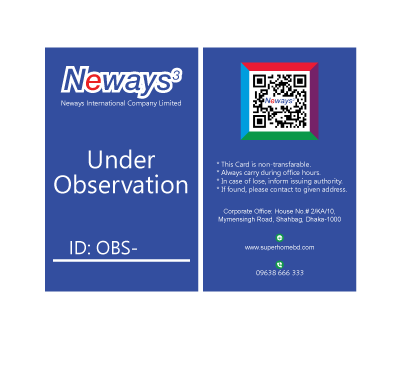 Neways3
Neways International Company Limited
Under
Observation
ID: OBS-
Neways3
* This Card is non-transfarable.
* Always carry during office hours.
* In case of lose, inform issuing authority.
* If found, please contact to given address.
Corporate Office: House No.# 2/KA/10,
Mymensingh Road, Shahbag, Dhaka-1000
www.superhomebd.com
09638 666 333